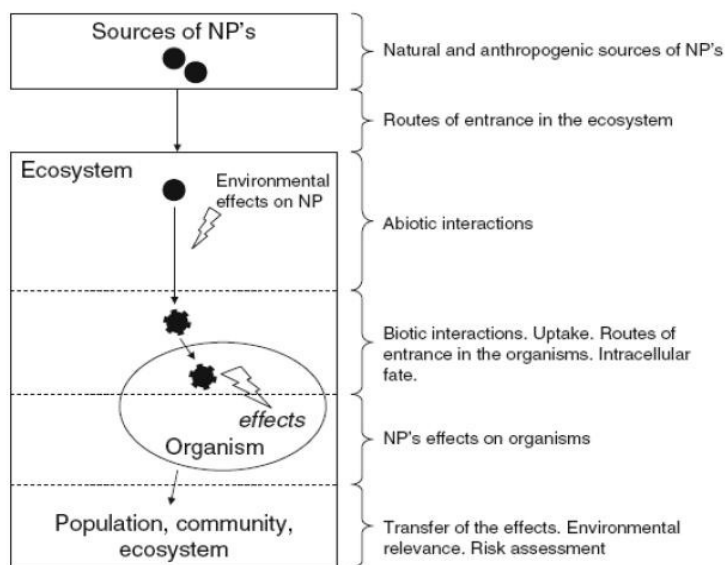 Sources of NP's
Natural and anthropogenic sources of NP's
Routes of entrance in the ecosystem
Ecosystem
Environmental
effects on NP
Abiotic interactions
Biotic interactions. Uptake. Routes of
entrance in the organisms. Intracellular
fate.
effects
Organism
NP's effects on organisms
Population, community,
ecosystem
Transfer of the effects. Environmental
relevance. Risk assessment